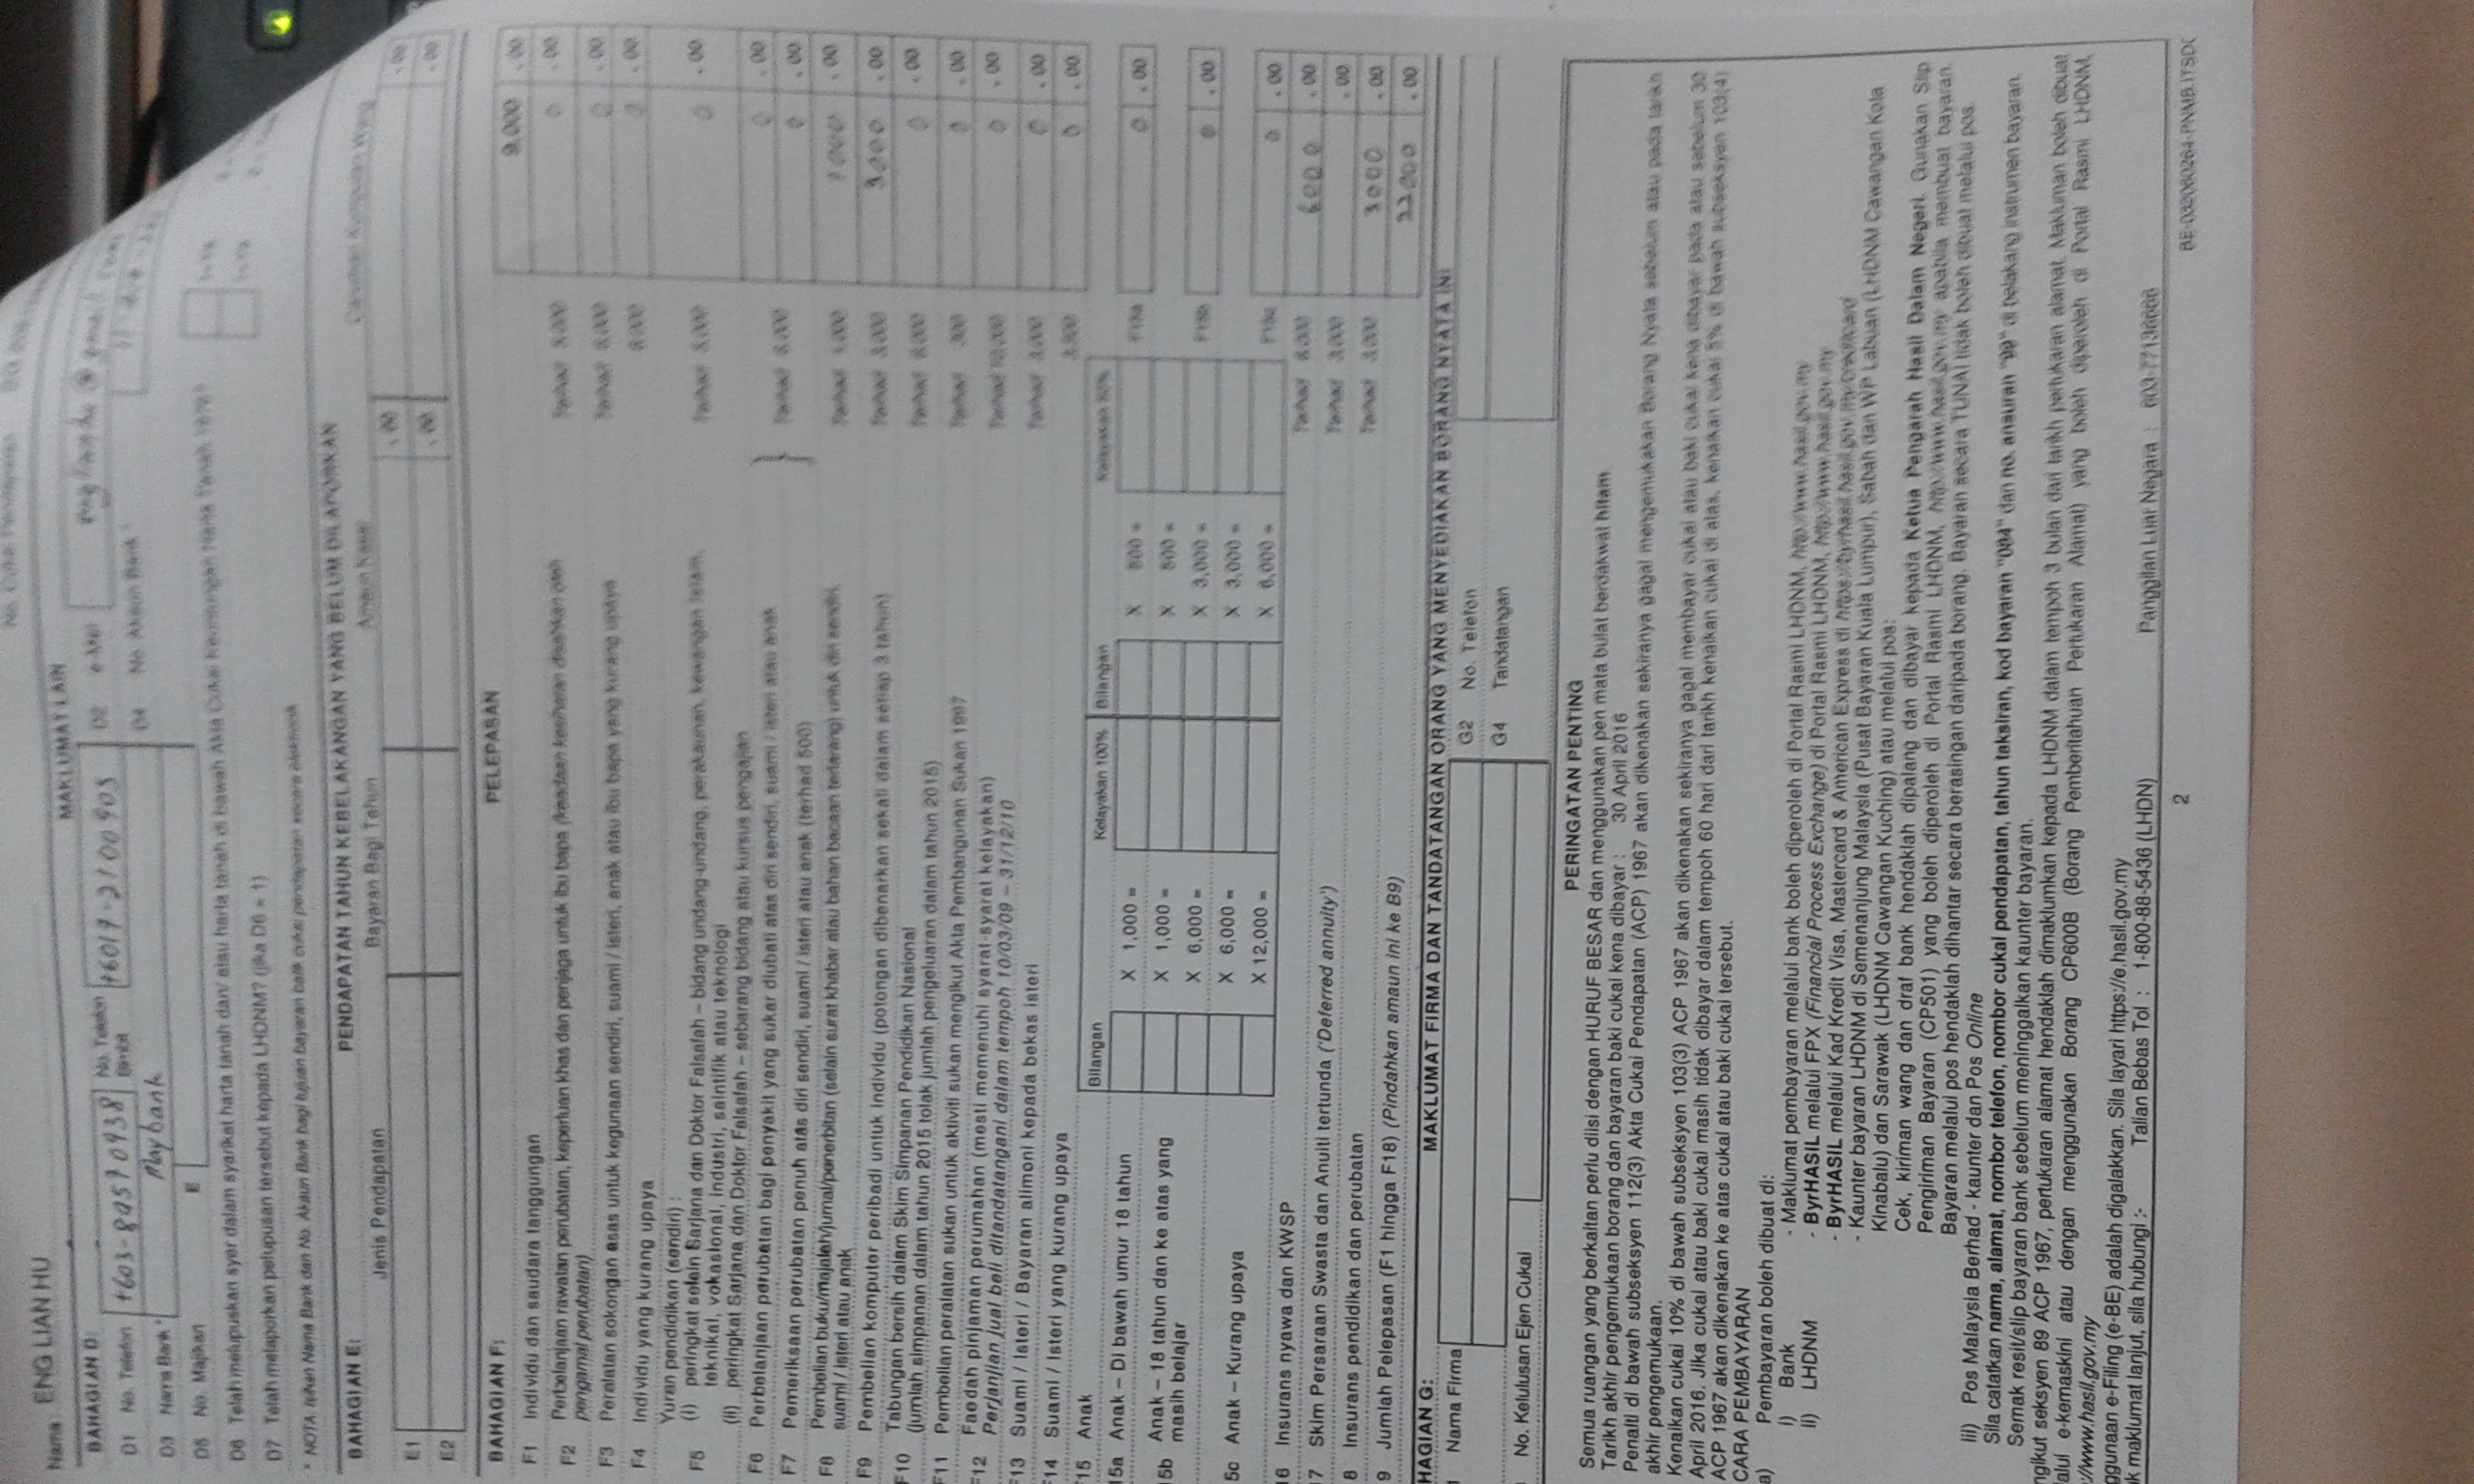 No. Cukai Pendapatan
Nama: ENG LIAN HU
BAHAGIAN D: MAKLUMAT LAIN
D1 No. Telefon +603-89570938 No. Telefon Bimbit +6017-2100905 D2 e-Mel
D3 Nama Bank * Maybank D4 No. Akaun Bank *
D5 No. Majikan E
D6 Telah melupuskan syer dalam syarikat harta tanah dan/ atau harta tanah di bawah Akta Cukai Keuntungan Harta Tanah 1976?
D7 Telah melaporkan pelupusan tersebut kepada LHDNM? (jika D6 = 1)
* NOTA: Isikan Nama Bank dan No. Akaun Bank bagi tujuan bayaran balik cukai pendapatan secara elektronik
BAHAGIAN E: PENDAPATAN TAHUN KEBELAKANGAN YANG BELUM DILAPORKAN
Jenis Pendapatan Bayaran Bagi Tahun Amaun Kasar Caruman Kumpulan Wang
E1 .00 .00
E2 .00 .00
BAHAGIAN F: PELEPASAN
F1 Individu dan saudara tanggungan 9,000 .00
F2 Perbelanjaan rawatan perubatan, keperluan khas dan penjaga untuk ibu bapa (keadaan kesihatan disahkan oleh Terhad 5,000 0 .00
pengamal perubatan)
F3 Peralatan sokongan asas untuk kegunaan sendiri, suami / isteri, anak atau ibu bapa yang kurang upaya Terhad 6,000 0 .00
F4 Individu yang kurang upaya 6,000 0 .00
Yuran pendidikan (sendiri) :
F5 (i) peringkat selain Sarjana dan Doktor Falsafah – bidang undang-undang, perakaunan, kewangan Islam, Terhad 5,000 0 .00
teknikal, vokasional, industri, saintifik atau teknologi
(ii) peringkat Sarjana dan Doktor Falsafah – sebarang bidang atau kursus pengajian
F6 Perbelanjaan perubatan bagi penyakit yang sukar diubati atas diri sendiri, suami / isteri atau anak 0 .00
Terhad 6,000
F7 Pemeriksaan perubatan penuh atas diri sendiri, suami / isteri atau anak (terhad 500) 0 .00
F8 Pembelian buku/majalah/jurnal/penerbitan (selain surat khabar atau bahan bacaan terlarang) untuk diri sendiri, Terhad 1,000 1000 .00
suami / isteri atau anak
F9 Pembelian komputer peribadi untuk individu (potongan dibenarkan sekali dalam setiap 3 tahun) Terhad 3,000 3000 .00
F10 Tabungan bersih dalam Skim Simpanan Pendidikan Nasional Terhad 6,000 0 .00
(jumlah simpanan dalam tahun 2015 tolak jumlah pengeluaran dalam tahun 2015)
F11 Pembelian peralatan sukan untuk aktiviti sukan mengikut Akta Pembangunan Sukan 1997 Terhad 300 0 .00
F12 Faedah pinjaman perumahan (mesti memenuhi syarat-syarat kelayakan) Terhad 10,000 0 .00
Perjanjian jual beli ditandatangani dalam tempoh 10/03/09 – 31/12/10
F13 Suami / Isteri / Bayaran alimoni kepada bekas isteri Terhad 3,000 0 .00
F14 Suami / Isteri yang kurang upaya 3,500 0 .00
F15 Anak Bilangan Kelayakan 100% Bilangan Kelayakan 50%
15a Anak – Di bawah umur 18 tahun X 1,000 = X 500 = F15a 0 .00
5b Anak – 18 tahun dan ke atas yang X 1,000 = X 500 =
masih belajar X 6,000 = X 3,000 = F15b 0 .00
5c Anak – Kurang upaya X 6,000 = X 3,000 =
X 12,000 = X 6,000 = F15c 0 .00
16 Insurans nyawa dan KWSP Terhad 6,000 6000 .00
17 Skim Persaraan Swasta dan Anuiti tertunda ('Deferred annuity') Terhad 3,000 .00
8 Insurans pendidikan dan perubatan Terhad 3,000 3000 .00
9 Jumlah Pelepasan (F1 hingga F18) (Pindahkan amaun ini ke B9) 22000 .00
HAGIAN G: MAKLUMAT FIRMA DAN TANDATANGAN ORANG YANG MENYEDIAKAN BORANG NYATA INI
Nama Firma G2 No. Telefon
G4 Tandatangan
No. Kelulusan Ejen Cukai
PERINGATAN PENTING
Semua ruangan yang berkaitan perlu diisi dengan HURUF BESAR dan menggunakan pen mata bulat berdakwat hitam.
Tarikh akhir pengemukaan borang dan bayaran baki cukai kena dibayar : 30 April 2016
Penalti di bawah subseksyen 112(3) Akta Cukai Pendapatan (ACP) 1967 akan dikenakan sekiranya gagal mengemukakan Borang Nyata sebelum atau pada tarikh
akhir pengemukaan.
Kenaikan cukai 10% di bawah subseksyen 103(3) ACP 1967 akan dikenakan sekiranya gagal membayar cukai atau baki cukai kena dibayar pada atau sebelum 30
April 2016. Jika cukai atau baki cukai masih tidak dibayar dalam tempoh 60 hari dari tarikh kenaikan cukai di atas, kenaikan cukai 5% di bawah subseksyen 103(4)
ACP 1967 akan dikenakan ke atas cukai atau baki cukai tersebut.
CARA PEMBAYARAN
a) Pembayaran boleh dibuat di:
i) Bank - Maklumat pembayaran melalui bank boleh diperoleh di Portal Rasmi LHDNM, http://www.hasil.gov.my
ii) LHDNM - ByrHASIL melalui FPX (Financial Process Exchange) di Portal Rasmi LHDNM, http://www.hasil.gov.my
- ByrHASIL melalui Kad Kredit Visa, Mastercard & American Express di https://byrhasil.hasil.gov.my/creditcard
- Kaunter bayaran LHDNM di Semenanjung Malaysia (Pusat Bayaran Kuala Lumpur), Sabah dan WP Labuan (LHDNM Cawangan Kota
Kinabalu) dan Sarawak (LHDNM Cawangan Kuching) atau melalui pos:
Cek, kiriman wang dan draf bank hendaklah dipalang dan dibayar kepada Ketua Pengarah Hasil Dalam Negeri. Gunakan Slip
Pengiriman Bayaran (CP501) yang boleh diperoleh di Portal Rasmi LHDNM, http://www.hasil.gov.my apabila membuat bayaran.
Bayaran melalui pos hendaklah dihantar secara berasingan daripada borang. Bayaran secara TUNAI tidak boleh dibuat melalui pos.
iii) Pos Malaysia Berhad - kaunter dan Pos Online
Sila catatkan nama, alamat, nombor telefon, nombor cukai pendapatan, tahun taksiran, kod bayaran "084" dan no. ansuran "99" di belakang instrumen bayaran.
Semak resit/slip bayaran bank sebelum meninggalkan kaunter bayaran.
ngikut seksyen 89 ACP 1967, pertukaran alamat hendaklah dimaklumkan kepada LHDNM dalam tempoh 3 bulan dari tarikh pertukaran alamat. Makluman boleh dibuat
lalui e-kemaskini atau dengan menggunakan Borang CP600B (Borang Pemberitahuan Pertukaran Alamat) yang boleh diperoleh di Portal Rasmi LHDNM,
://www.hasil.gov.my
ggunaan e-Filing (e-BE) adalah digalakkan. Sila layari https://e.hasil.gov.my
k maklumat lanjut, sila hubungi :- Talian Bebas Tol : 1-800-88-5436 (LHDN) Panggilan Luar Negara : 603-77136666
2